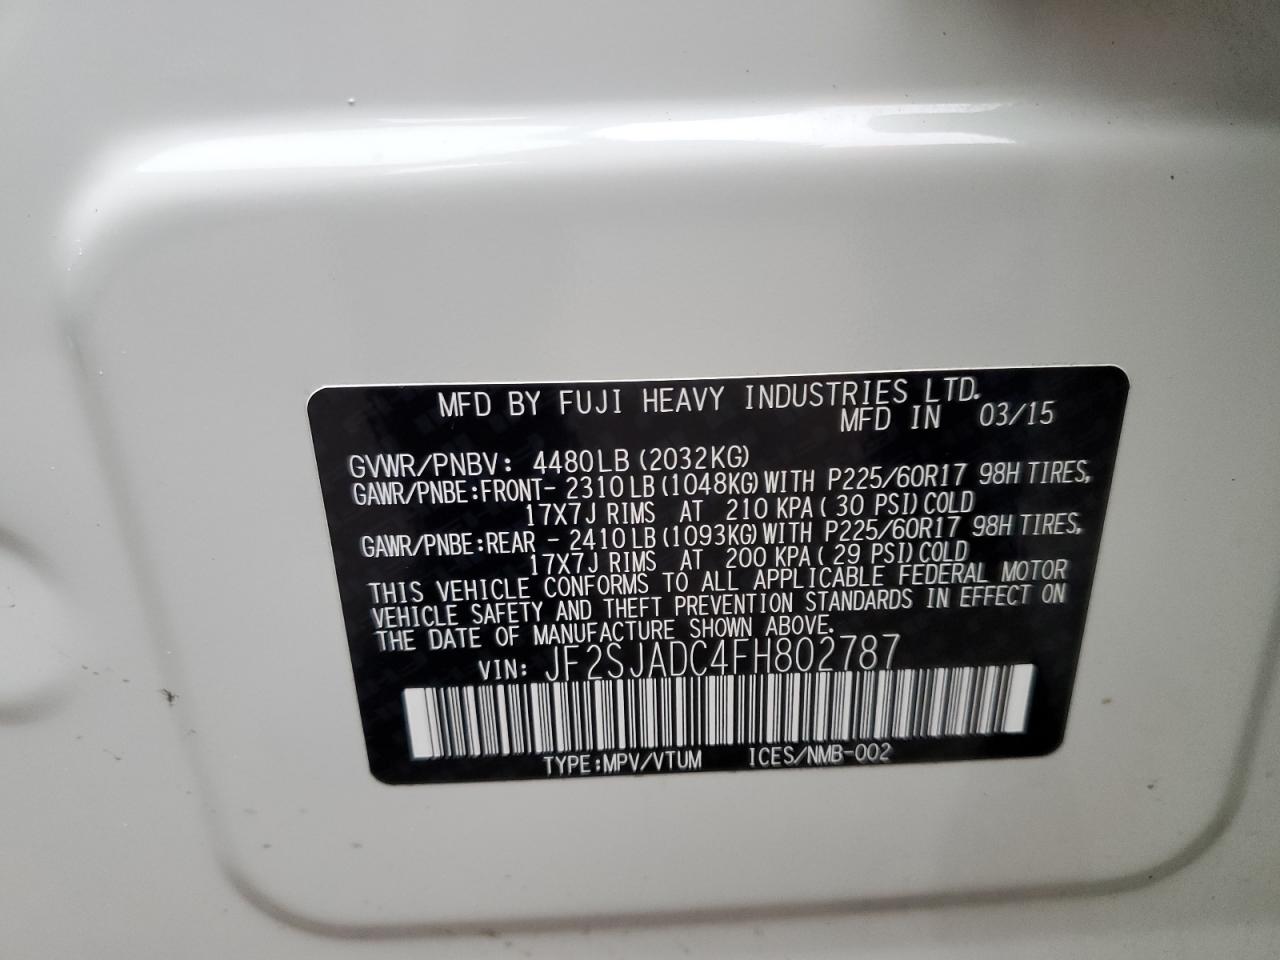 MFD BY FUJI HEAVY INDUSTRIES LTD.
MFD IN 03/15
GVWR/PNBV: 4480LB(2032KG)
GAWR/PNBE:FRONT- 2310LB(1048KG)WITH P225/60R17 98H TIRES,
17X7J RIMS AT 210 KPA( 30 PSI)COLD
GAWR/PNBE:REAR - 2410LB(1093KG)WITH P225/60R17 98H TIRES,
17X7J RIMS AT 200 KPA( 29 PSI)COLD
THIS VEHICLE CONFORMS TO ALL APPLICABLE FEDERAL MOTOR
VEHICLE SAFETY AND THEFT PREVENTION STANDARDS IN EFFECT ON
THE DATE OF MANUFACTURE SHOWN ABOVE.
VIN: JF2SJADC4FH802787
TYPE:MPV/VTUM ICES/NMB-002